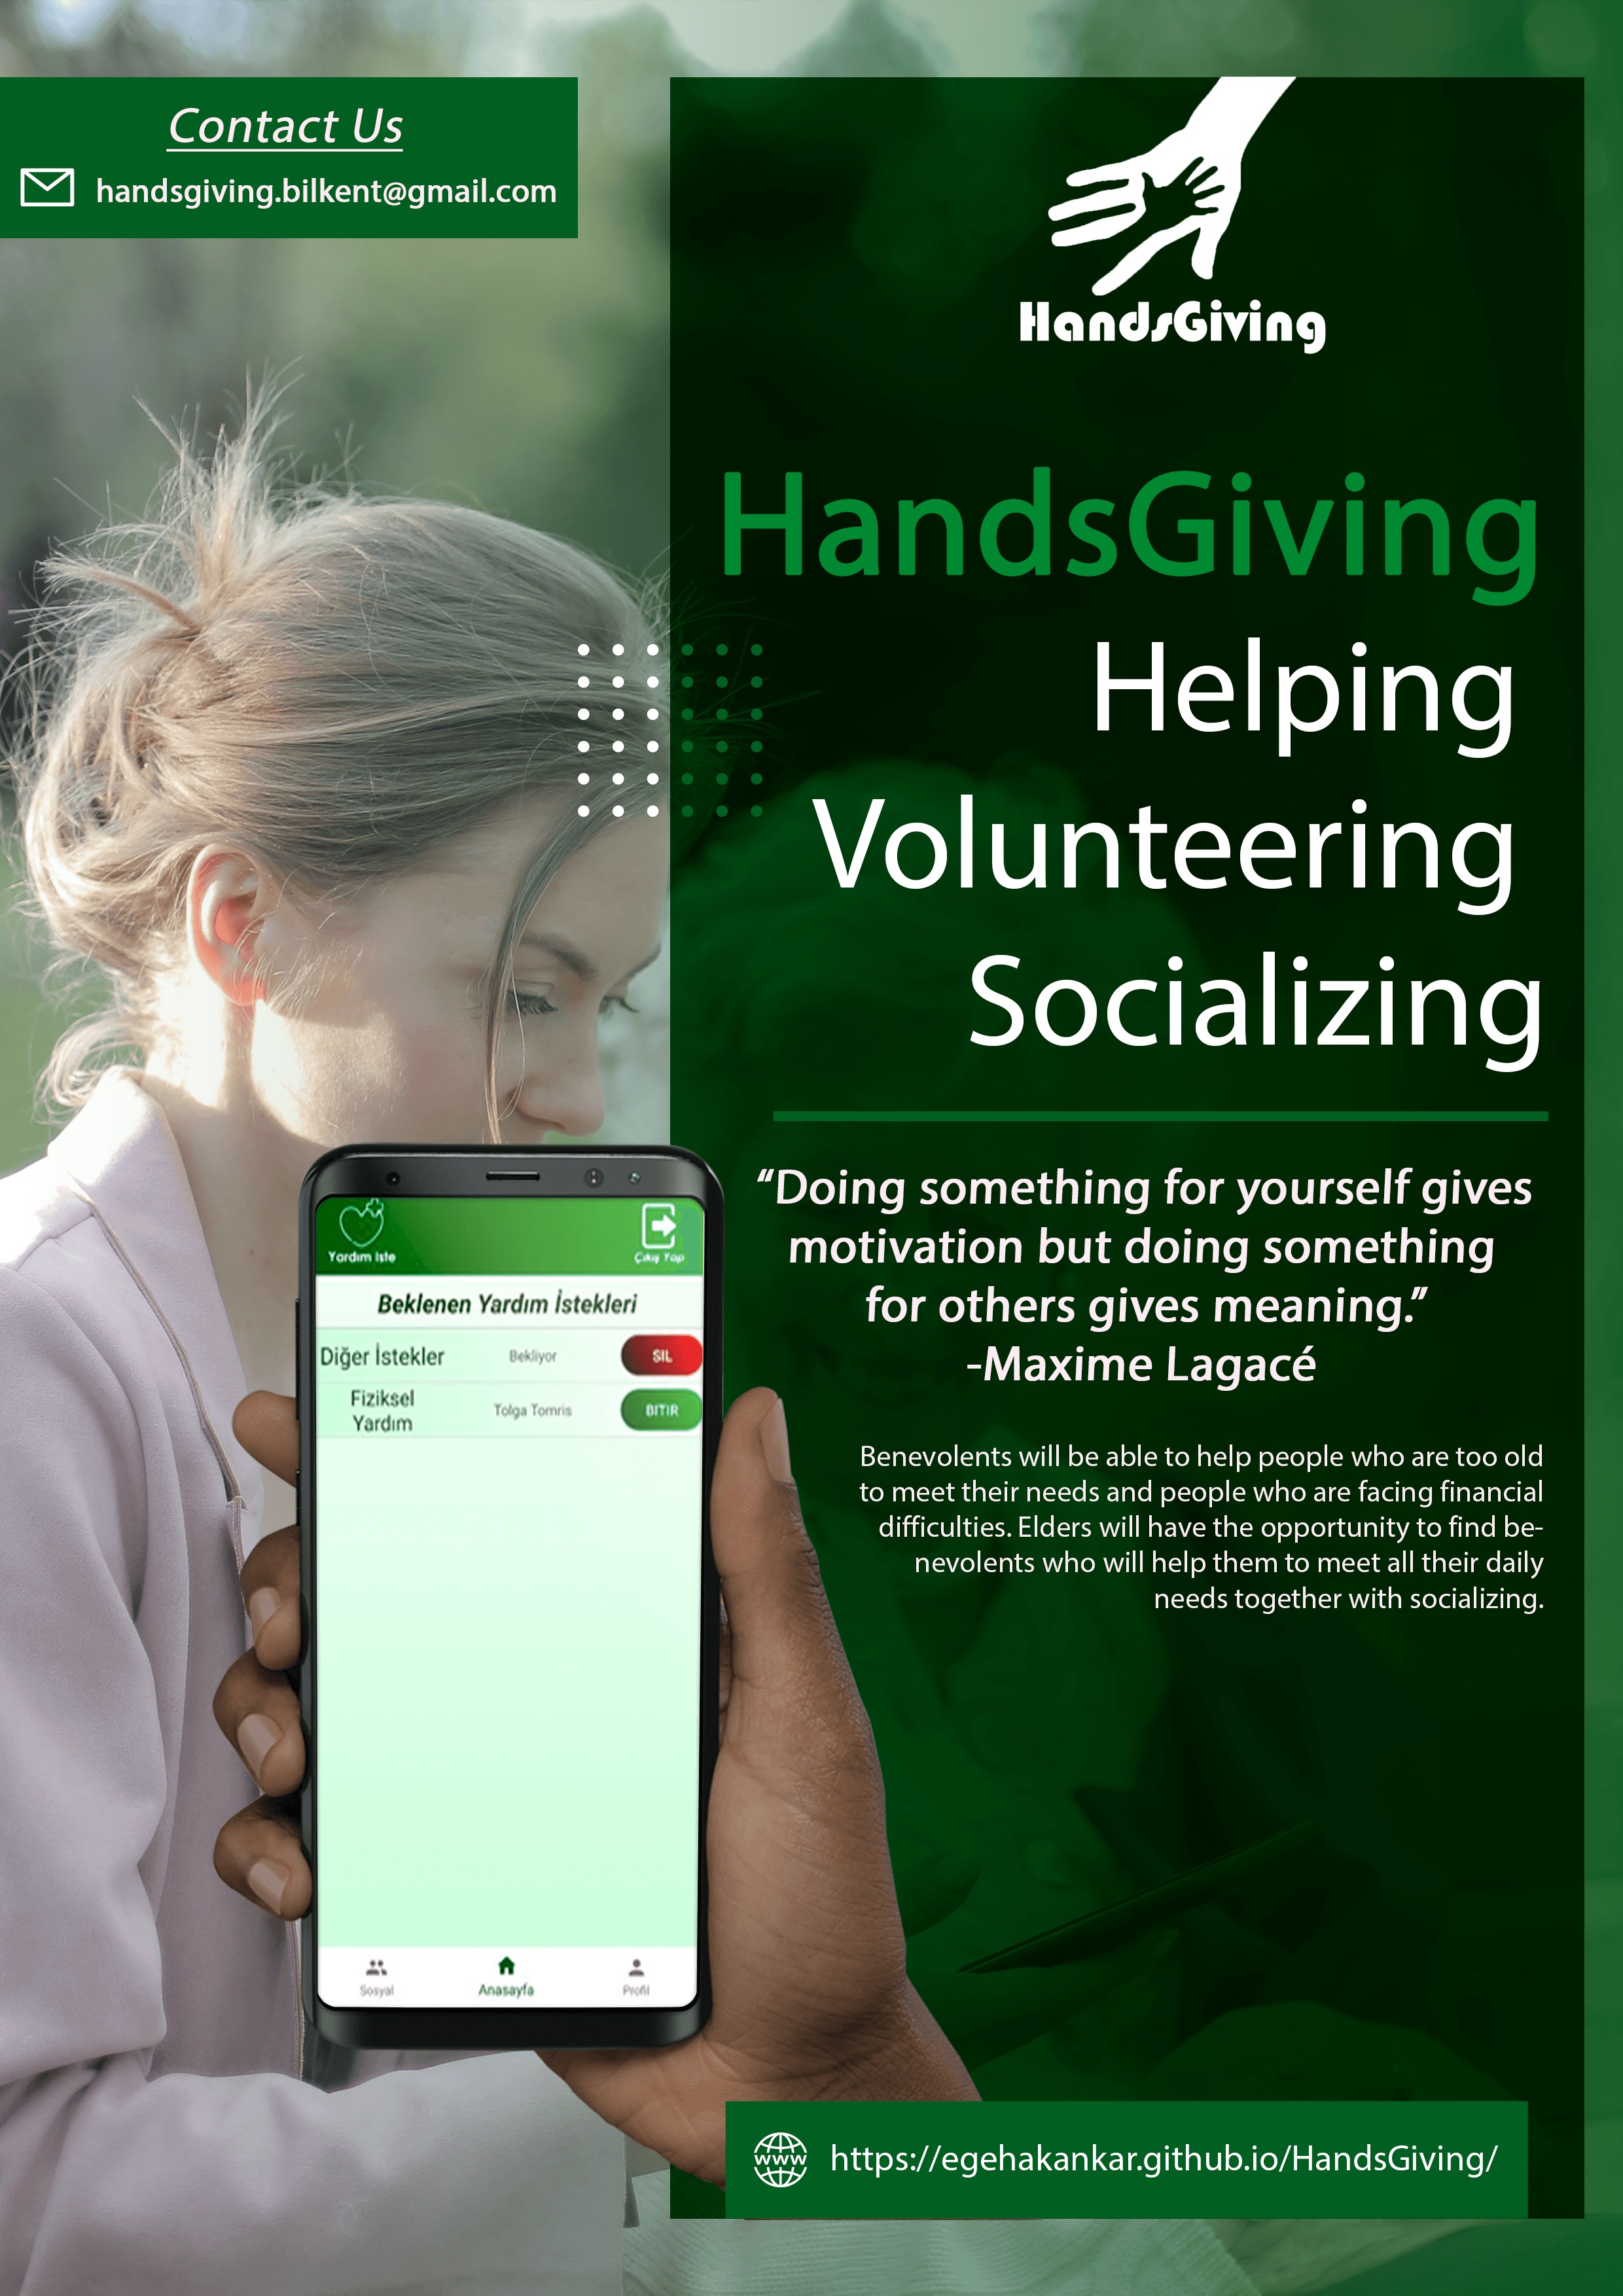 Contact Us
handsgiving.bilkent@gmail.com
HandsGiving
HandsGiving
Helping
Volunteering
Socializing
“Doing something for yourself gives
motivation but doing something
for others gives meaning.”
-Maxime Lagacé
Benevolents will be able to help people who are too old
to meet their needs and people who are facing financial
difficulties. Elders will have the opportunity to find be-
nevolents who will help them to meet all their daily
needs together with socializing.
Yardım Iste
Çıkış Yap
Beklenen Yardım İstekleri
Diğer İstekler Bekliyor SIL
Fiziksel
Yardım Tolga Tomris BITIR
Sosyal Anasayfa Profil
www https://egehakankar.github.io/HandsGiving/